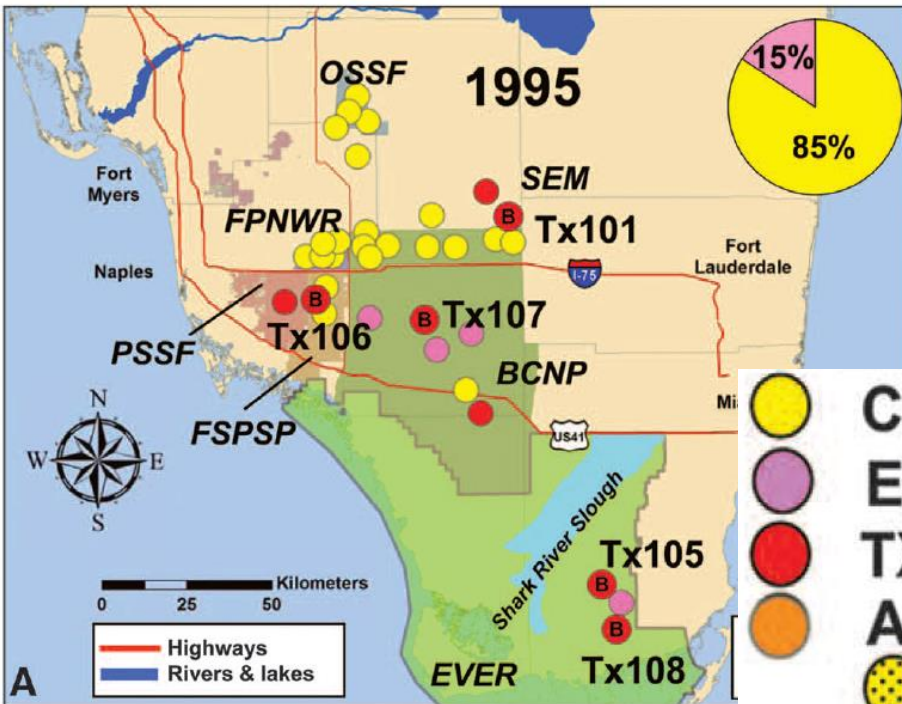 OSSF
1995
15%
85%
SEM
Fort
Myers
FPNWR
B
Tx101
Fort
Lauderdale
Naples
I-75
B
B
Tx107
Tx106
PSSF
BCNP
FSPSP
N
W
E
S
US41
C
E
Shark River Slough
Tx105
B
B
Tx108
Kilometers
0
25
50
Highways
Rivers & lakes
EVER
A
A